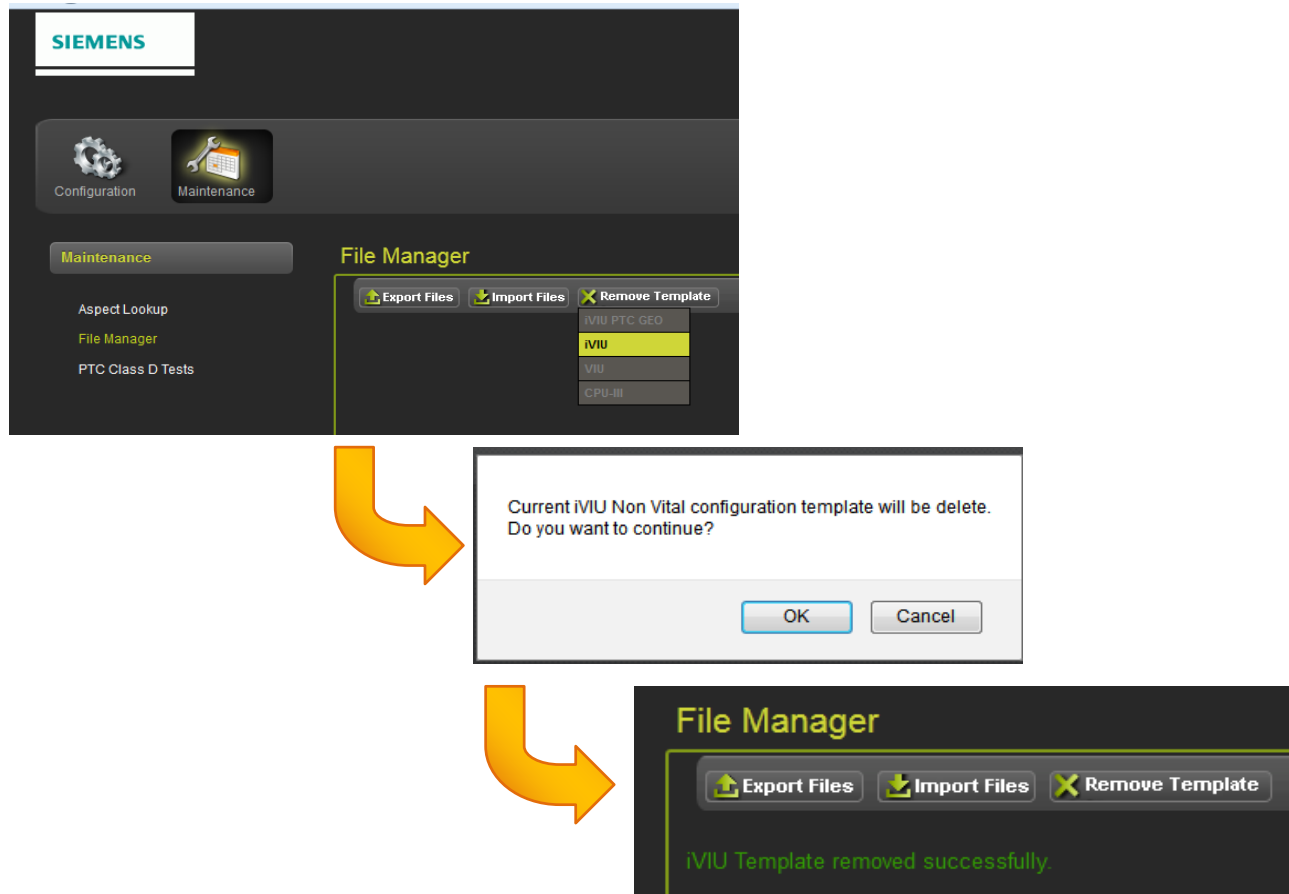 SIEMENS
Configuration
Maintenance
Maintenance
Aspect Lookup
File Manager
PTC Class D Tests
File Manager
Export Files Import Files Remove Template
iVIU PTC GEO
iVIU
VIU
CPU-III
Current iVIU Non Vital configuration template will be delete.
Do you want to continue?
OK Cancel
File Manager
Export Files Import Files Remove Template
iVIU Template removed successfully.